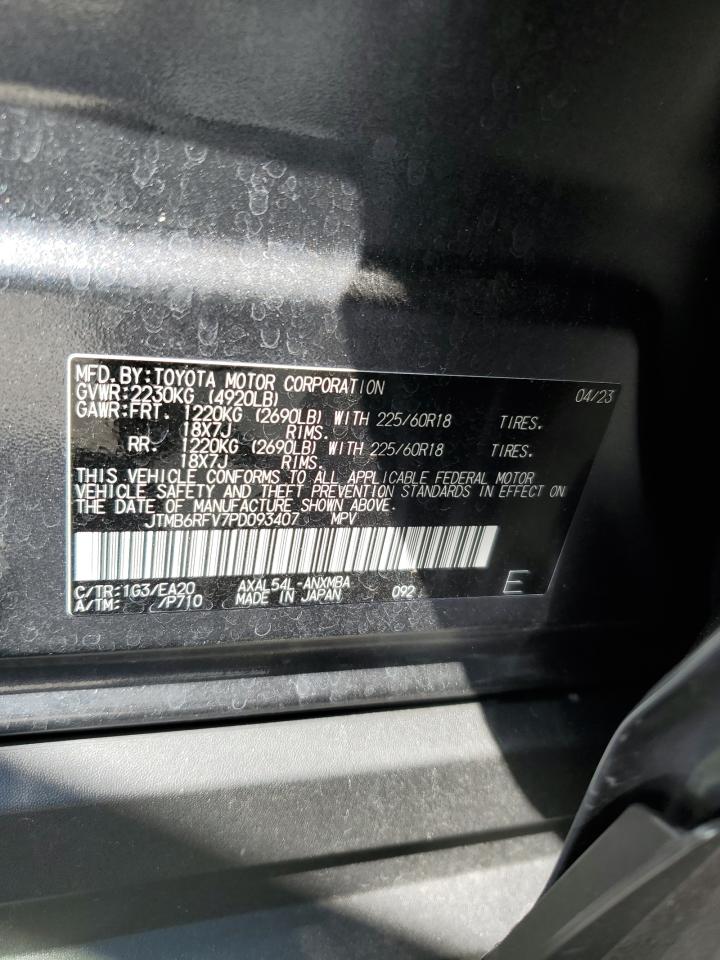 MFD.BY:TOYOTA MOTOR CORPORATION 04/23
GVWR:2230KG (4920LB)
GAWR:FRT. 1220KG (2690LB) WITH 225/60R18 TIRES.
18X7J RIMS.
RR. 1220KG (2690LB) WITH 225/60R18 TIRES.
18X7J RIMS.
THIS VEHICLE CONFORMS TO ALL APPLICABLE FEDERAL MOTOR
VEHICLE SAFETY AND THEFT PREVENTION STANDARDS IN EFFECT ON
THE DATE OF MANUFACTURE SHOWN ABOVE.
JTMB6RFV7PD093407 MPV
C/TR:1G3/EA20 AXAL54L-ANXMBA 092 E
A/TM: /P710 MADE IN JAPAN